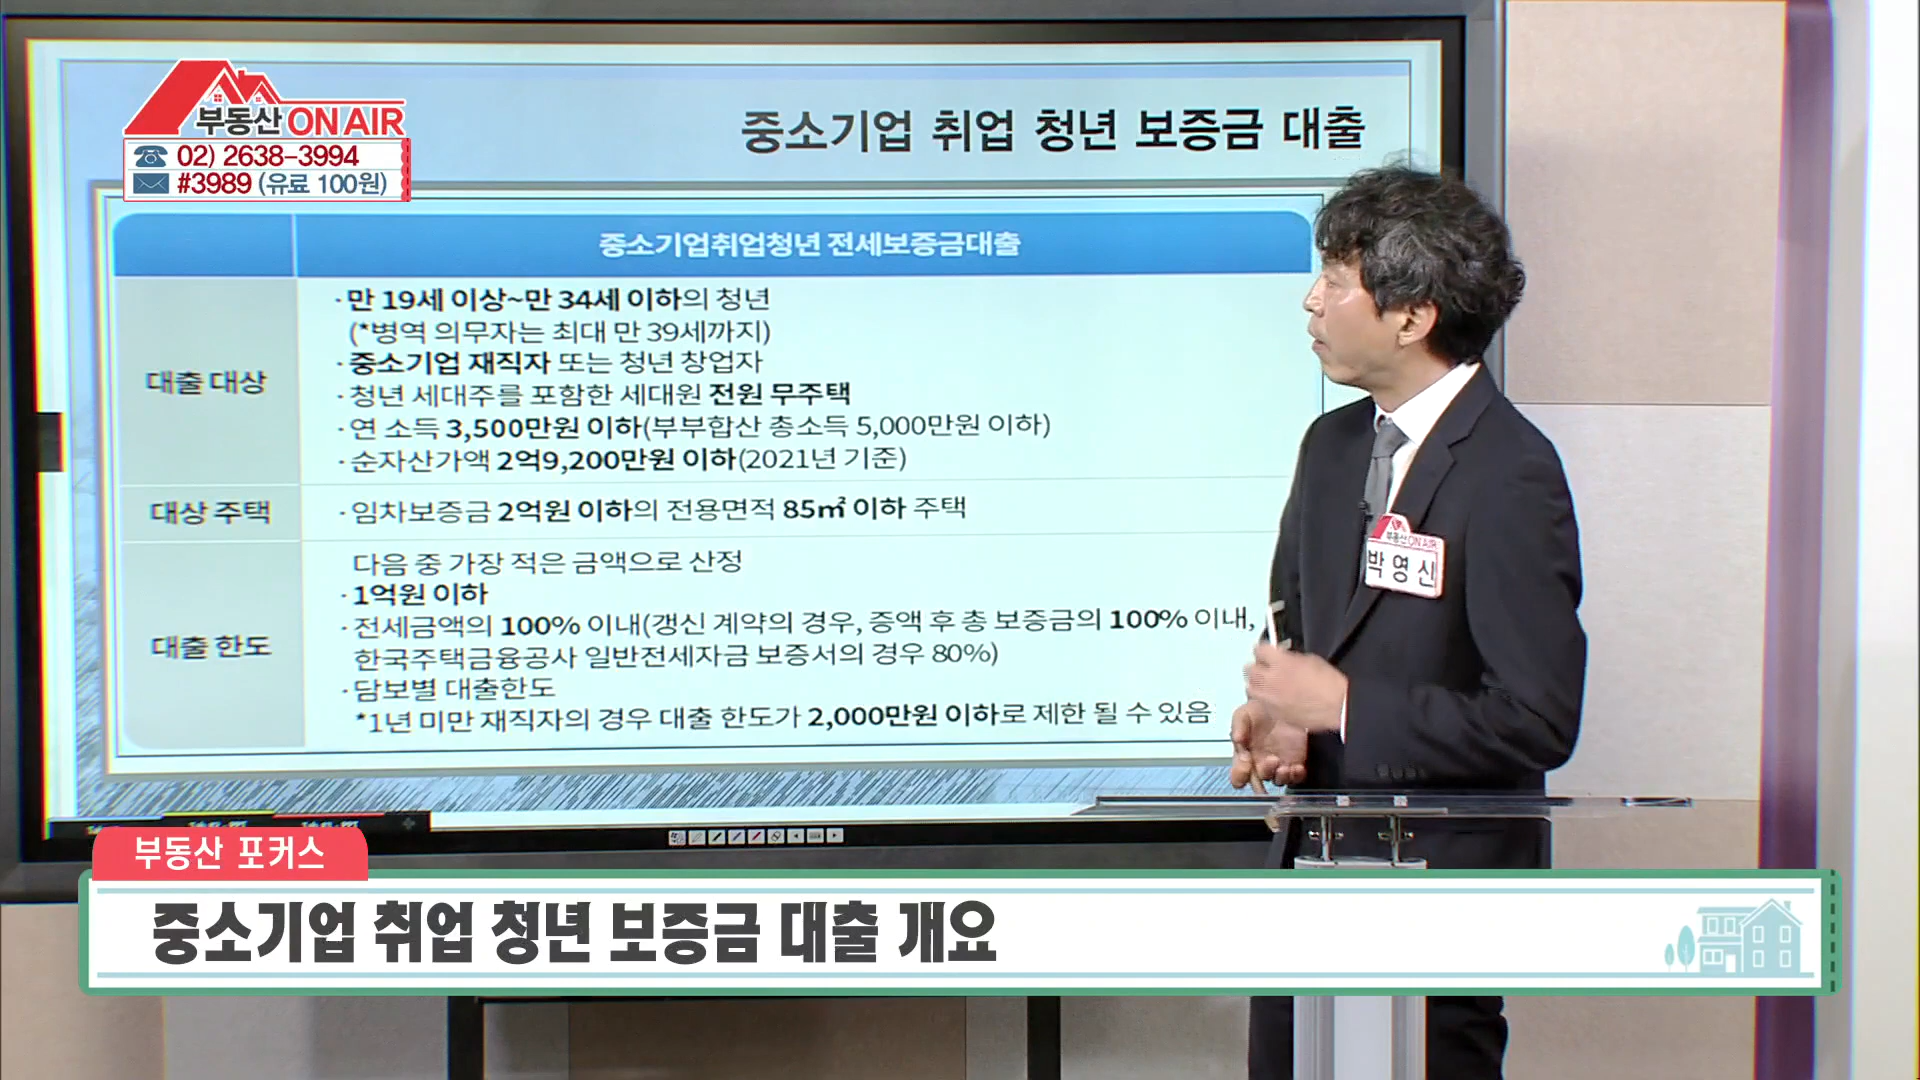 부동산 ON AIR
02) 2638-3994
#3989 (유료 100원)
중소기업 취업 청년 보증금 대출
중소기업취업청년 전세보증금대출
대출 대상
·만 19세 이상~만 34세 이하의 청년
(*병역 의무자는 최대 만 39세까지)
·중소기업 재직자 또는 청년 창업자
·청년 세대주를 포함한 세대원 전원 무주택
·연 소득 3,500만원 이하(부부합산 총소득 5,000만원 이하)
·순자산가액 2억9,200만원 이하(2021년 기준)
대상 주택
·임차보증금 2억원 이하의 전용면적 85㎡ 이하 주택
대출 한도
다음 중 가장 적은 금액으로 산정
·1억원 이하
·전세금액의 100% 이내(갱신 계약의 경우, 증액 후 총 보증금의 100% 이내,
한국주택금융공사 일반전세자금 보증서의 경우 80%)
·담보별 대출한도
*1년 미만 재직자의 경우 대출 한도가 2,000만원 이하로 제한 될 수 있음
부동산 ON AIR
박영신
부동산 포커스
중소기업 취업 청년 보증금 대출 개요